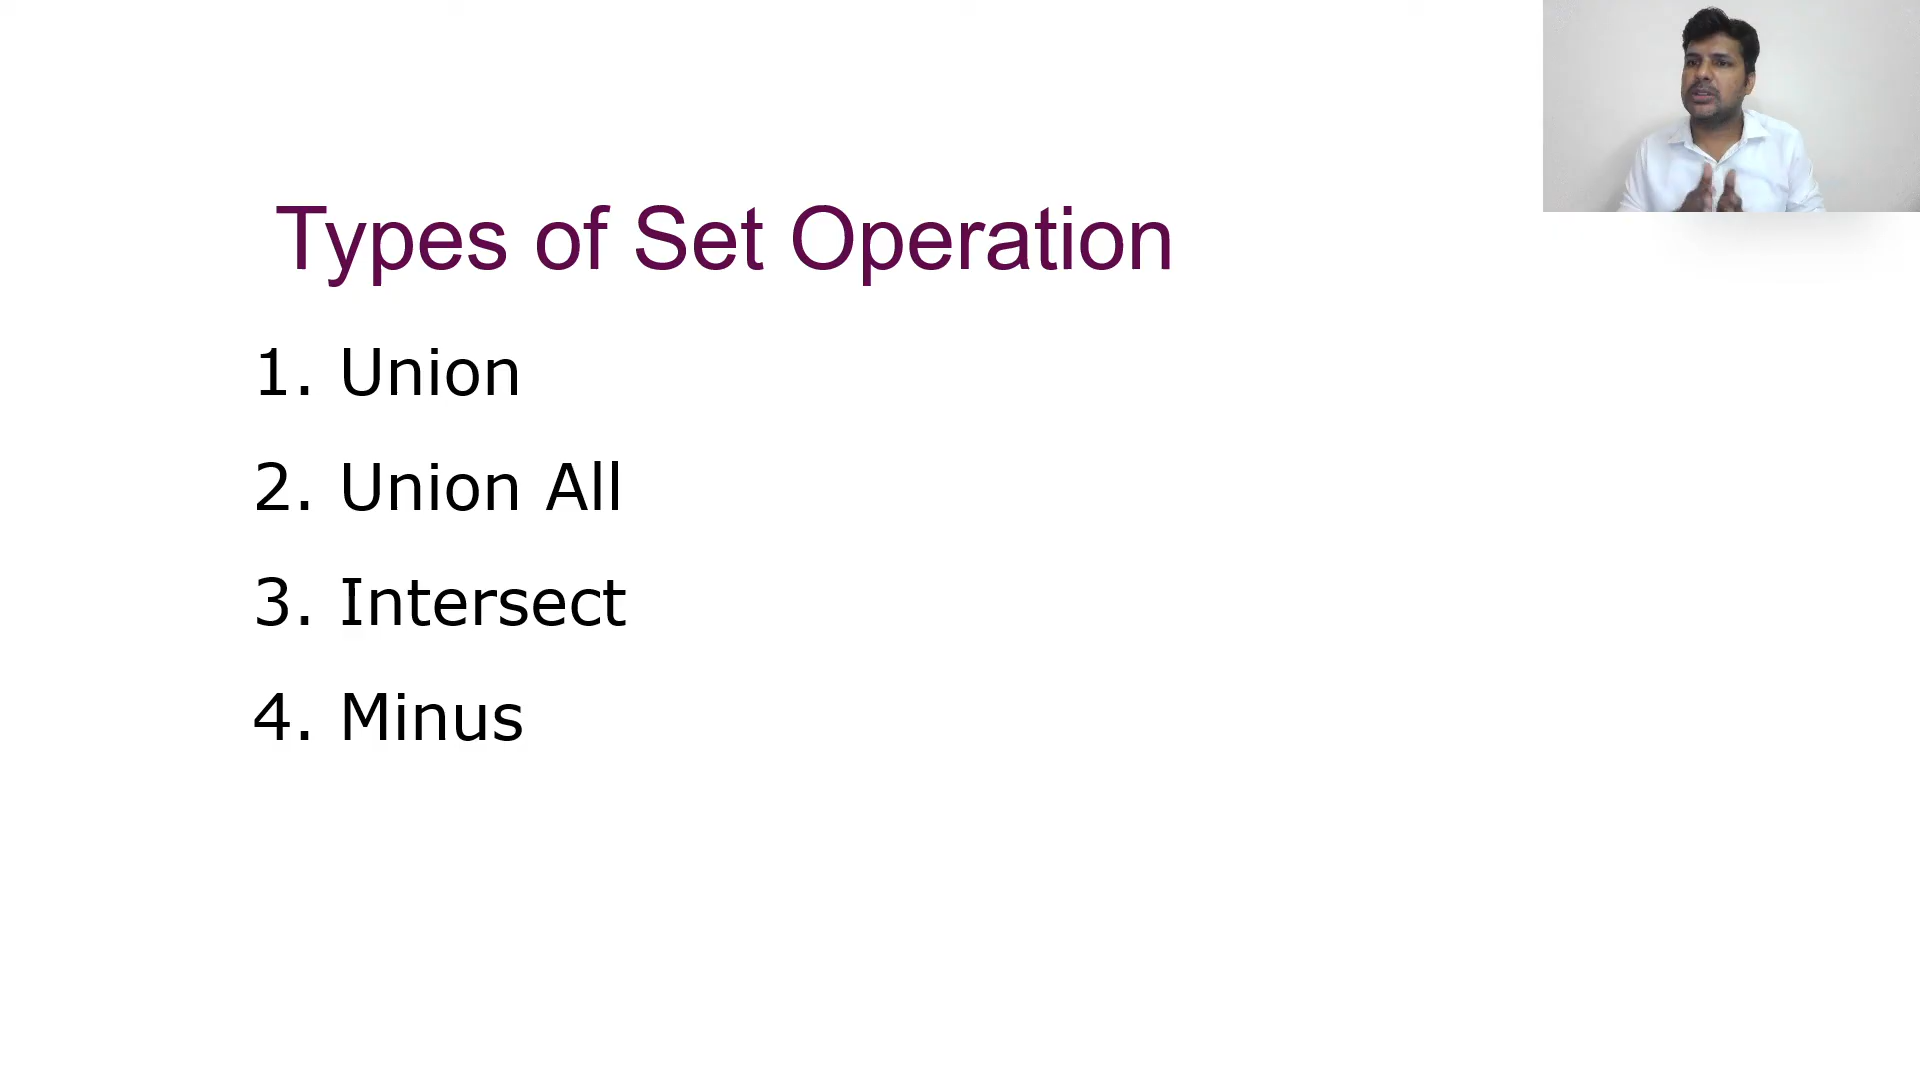 Types of Set Operation
1. Union
2. Union All
3. Intersect
4. Minus